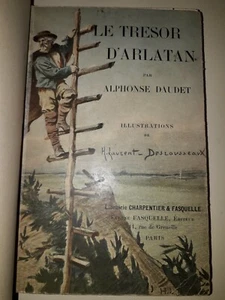 LE TRESOR
D'ARLATAN
PAR
ALPHONSE DAUDET
ILLUSTRATIONS
DE
H. LAURENT-DESROUSSEAUX
Librairie CHARPENTIER & FASQUELLE
EUGÈNE FASQUELLE, Éditeur
11, rue de Grenelle
PARIS